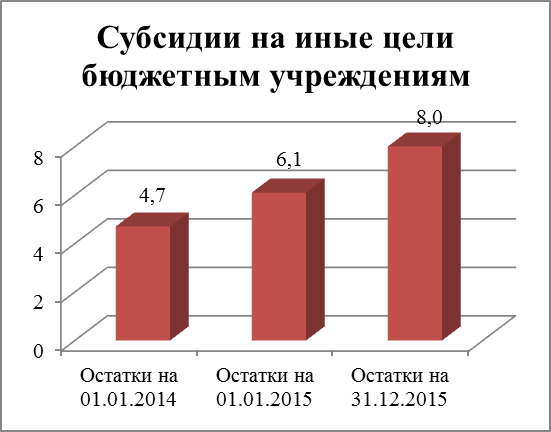 Субсидии на иные цели
бюджетным учреждениям
8,0
6,1
4,7
8
6
4
2
0
Остатки на
01.01.2014
Остатки на
01.01.2015
Остатки на
31.12.2015